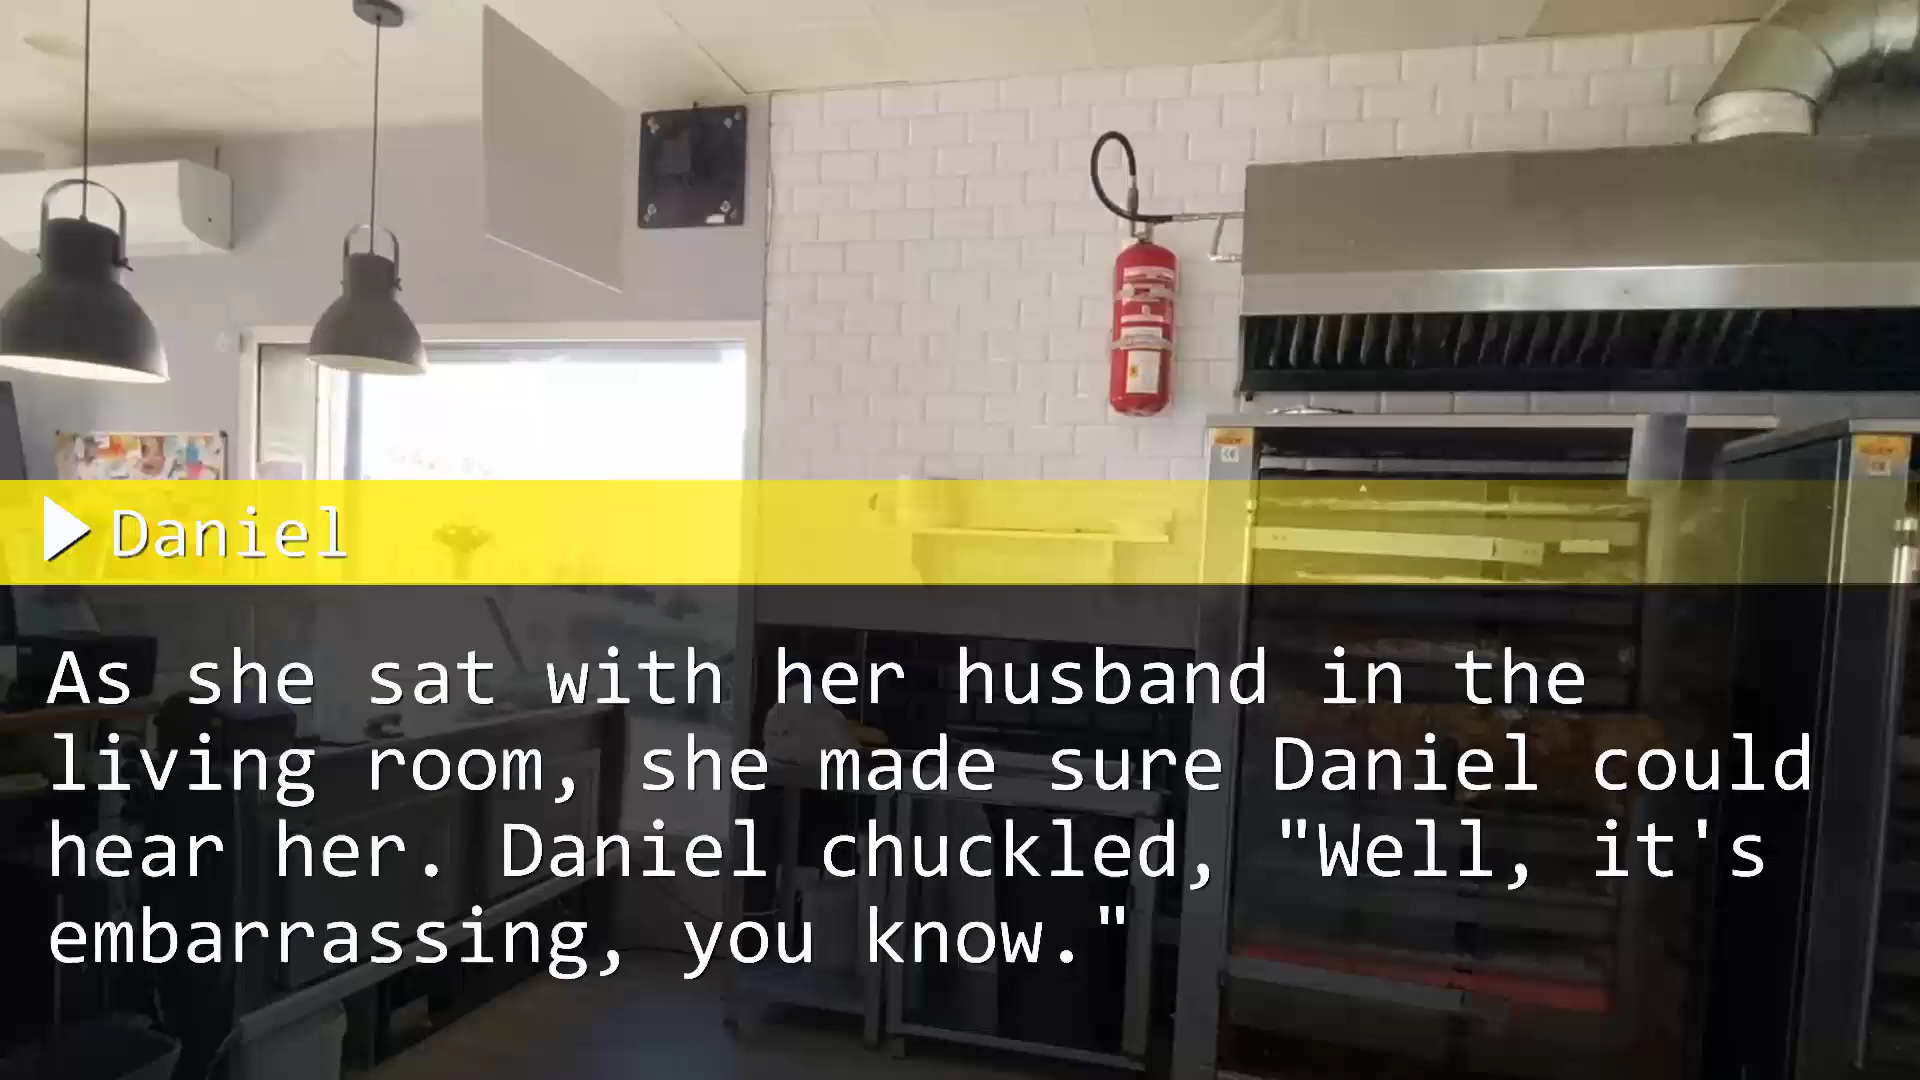 Daniel
As she sat with her husband in the
living room, she made sure Daniel could
hear her. Daniel chuckled, "Well, it's
embarrassing, you know."